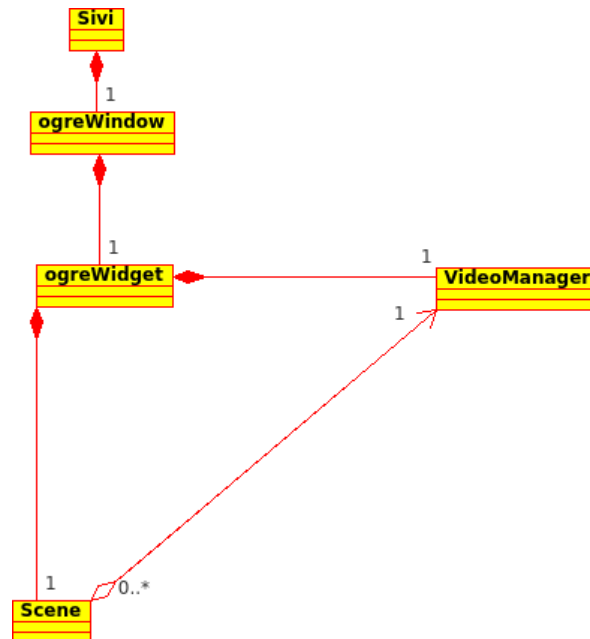 Sivi
1
ogreWindow
1
ogreWidget
1
VideoManager
1
1
0..*
Scene